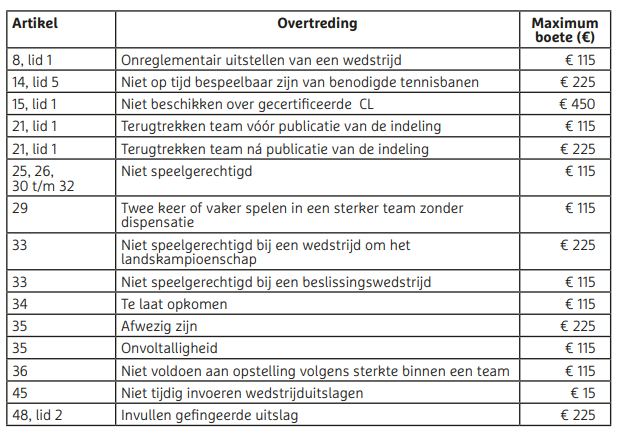 Artikel Overtreding Maximum
boete (€)
8, lid 1 Onreglementair uitstellen van een wedstrijd € 115
14, lid 5 Niet op tijd bespeelbaar zijn van benodigde tennisbanen € 225
15, lid 1 Niet beschikken over gecertificeerde CL € 450
21, lid 1 Terugtrekken team vóór publicatie van de indeling € 115
21, lid 1 Terugtrekken team ná publicatie van de indeling € 225
25, 26, Niet speelgerechtigd € 115
30 t/m 32
29 Twee keer of vaker spelen in een sterker team zonder € 115
dispensatie
33 Niet speelgerechtigd bij een wedstrijd om het € 225
landskampioenschap
33 Niet speelgerechtigd bij een beslissingswedstrijd € 115
34 Te laat opkomen € 115
35 Afwezig zijn € 225
35 Onvoltalligheid € 115
36 Niet voldoen aan opstelling volgens sterkte binnen een team € 115
45 Niet tijdig invoeren wedstrijduitslagen € 15
48, lid 2 Invullen gefingeerde uitslag € 225